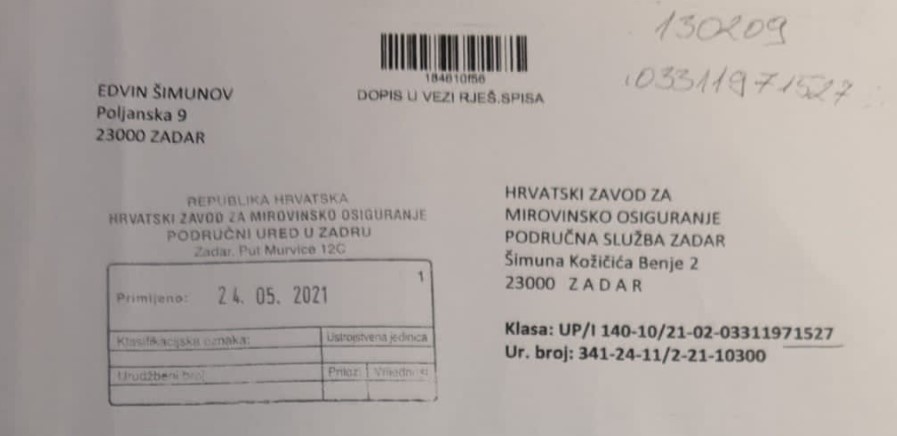 130209
03311971527
184610f56
DOPIS U VEZI RJEŠ.SPISA
EDVIN ŠIMUNOV
Poljanska 9
23000 ZADAR
REPUBLIKA HRVATSKA
HRVATSKI ZAVOD ZA MIROVINSKO OSIGURANJE
PODRUČNI URED U ZADRU
Zadar, Put Murvice 12C
1
Primljeno: 24. 05. 2021
Klasifikacijska oznaka: Ustrojstvena jedinica
Urudžbeni broj Priloz: Vrijednost
HRVATSKI ZAVOD ZA
MIROVINSKO OSIGURANJE
PODRUČNA SLUŽBA ZADAR
Šimuna Kožičića Benje 2
23000 Z A D A R
Klasa: UP/I 140-10/21-02-03311971527
Ur. broj: 341-24-11/2-21-10300